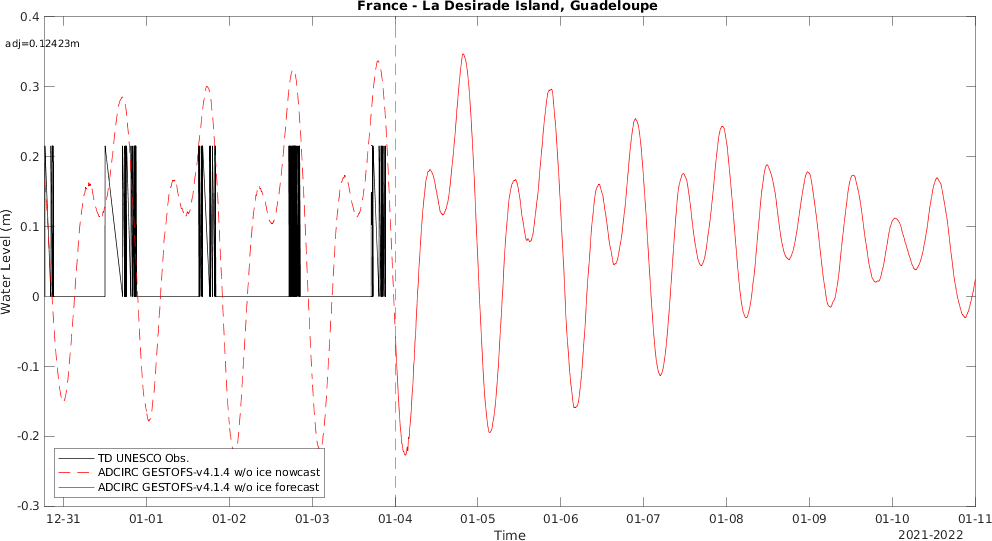 France - La Desirade Island, Guadeloupe
adj=0.12423m
0.4
0.3
0.2
0.1
0
-0.1
-0.2
-0.3
Water Level (m)
TD UNESCO Obs.
ADCIRC GESTOFS-v4.1.4 w/o ice nowcast
ADCIRC GESTOFS-v4.1.4 w/o ice forecast
12-31 01-01 01-02 01-03 01-04 01-05 01-06 01-07 01-08 01-09 01-10 01-11
Time
2021-2022